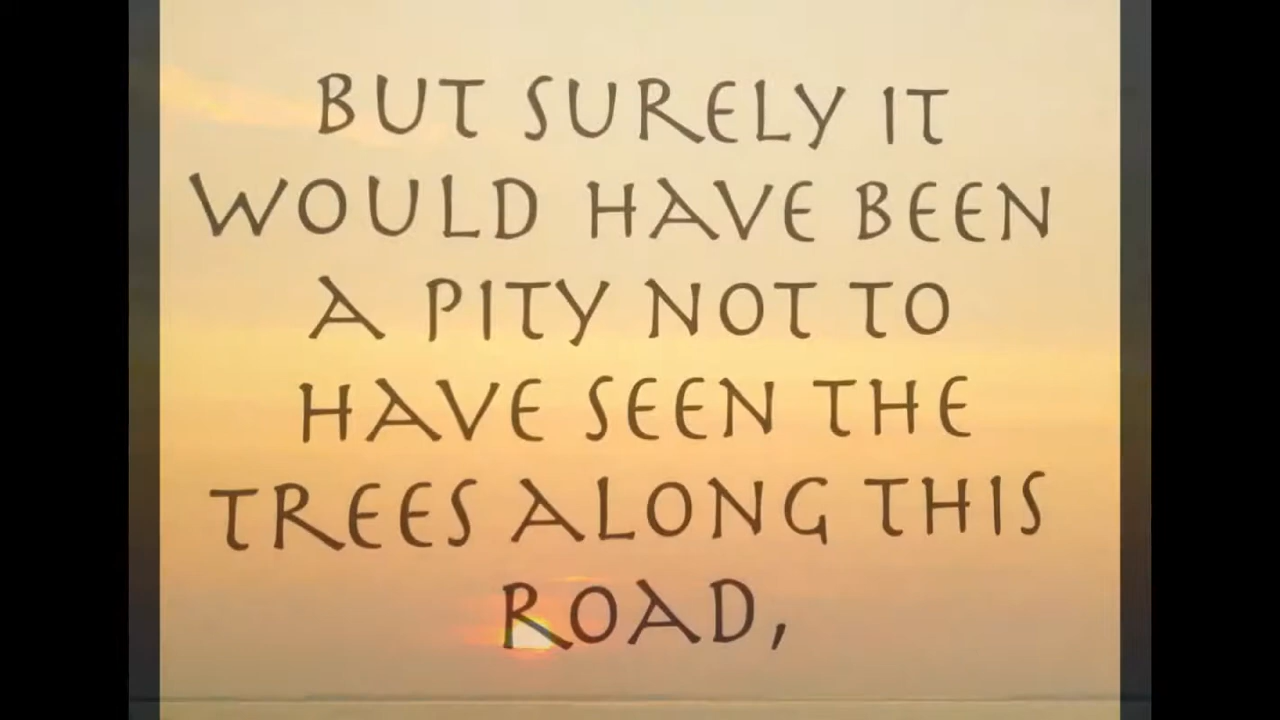 BUT SURELY IT
WOULD HAVE BEEN
A PITY NOT TO
HAVE SEEN THE
TREES ALONG THIS
ROAD,